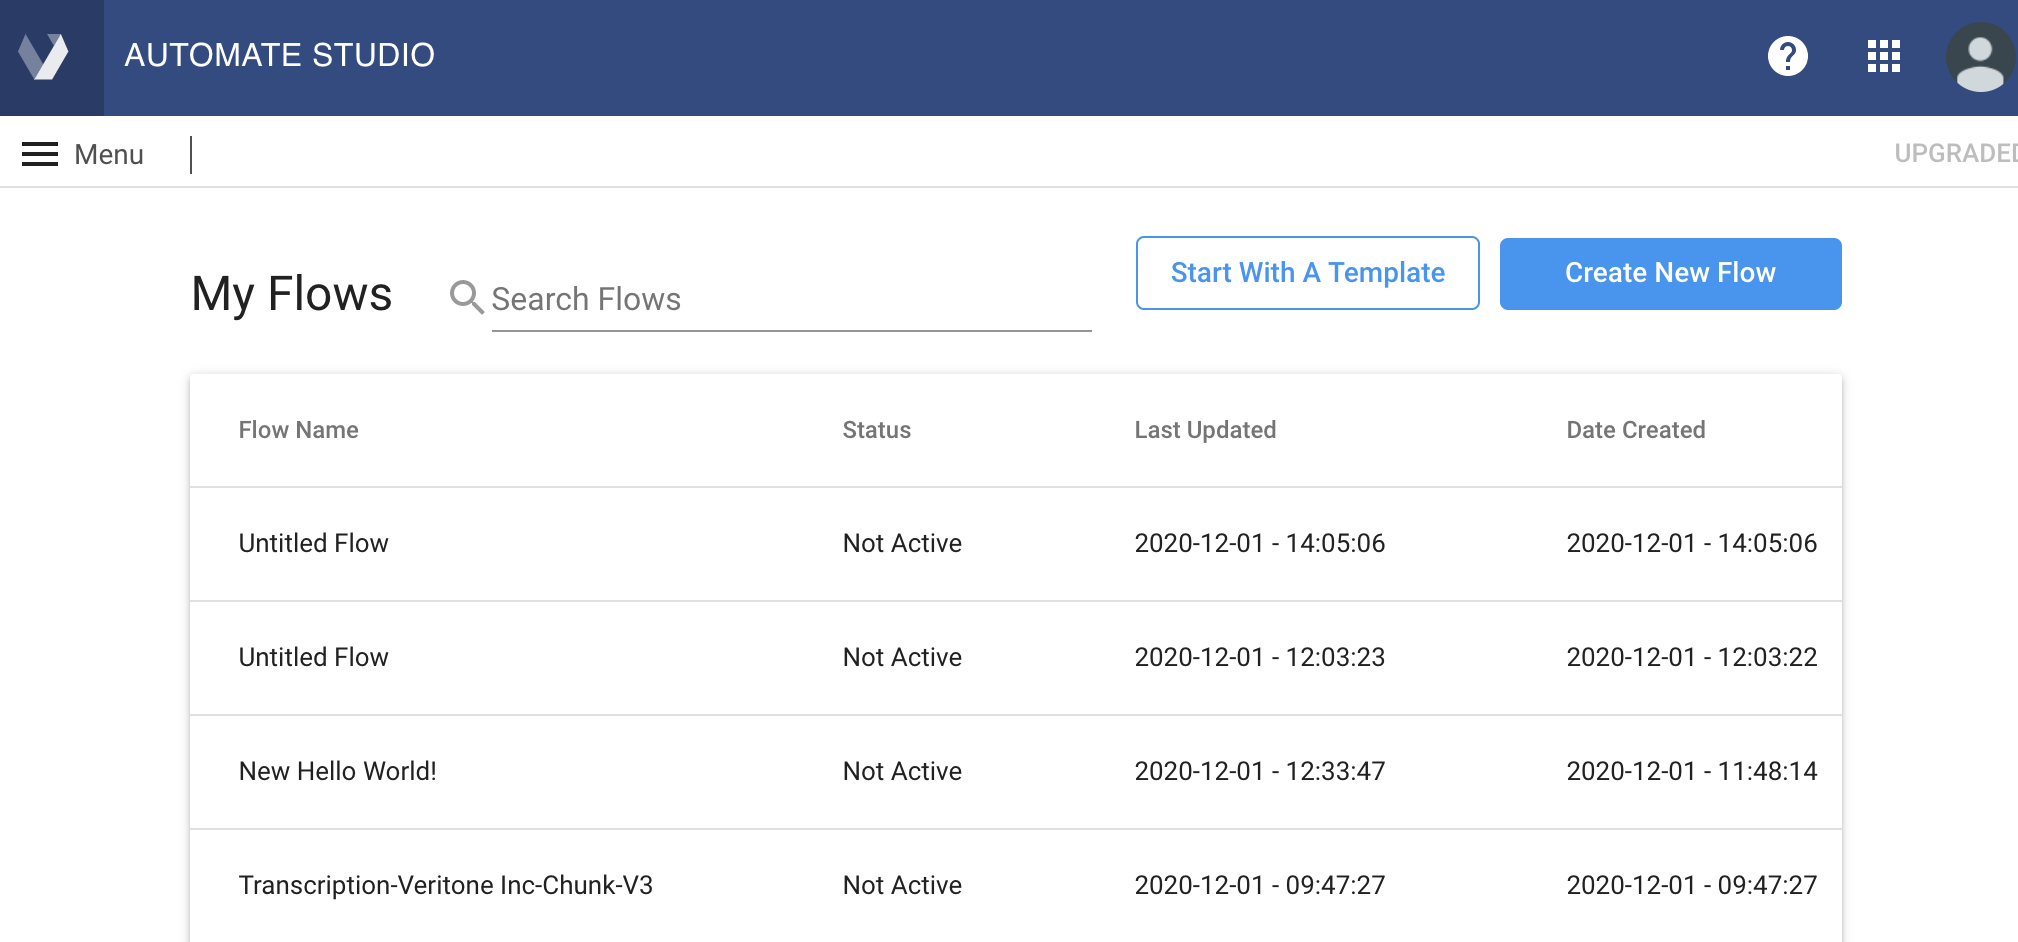 AUTOMATE STUDIO
Menu
UPGRADED
My Flows
Search Flows
Start With A Template
Create New Flow
Flow Name Status Last Updated Date Created
Untitled Flow Not Active 2020-12-01 - 14:05:06 2020-12-01 - 14:05:06
Untitled Flow Not Active 2020-12-01 - 12:03:23 2020-12-01 - 12:03:22
New Hello World! Not Active 2020-12-01 - 12:33:47 2020-12-01 - 11:48:14
Transcription-Veritone Inc-Chunk-V3 Not Active 2020-12-01 - 09:47:27 2020-12-01 - 09:47:27